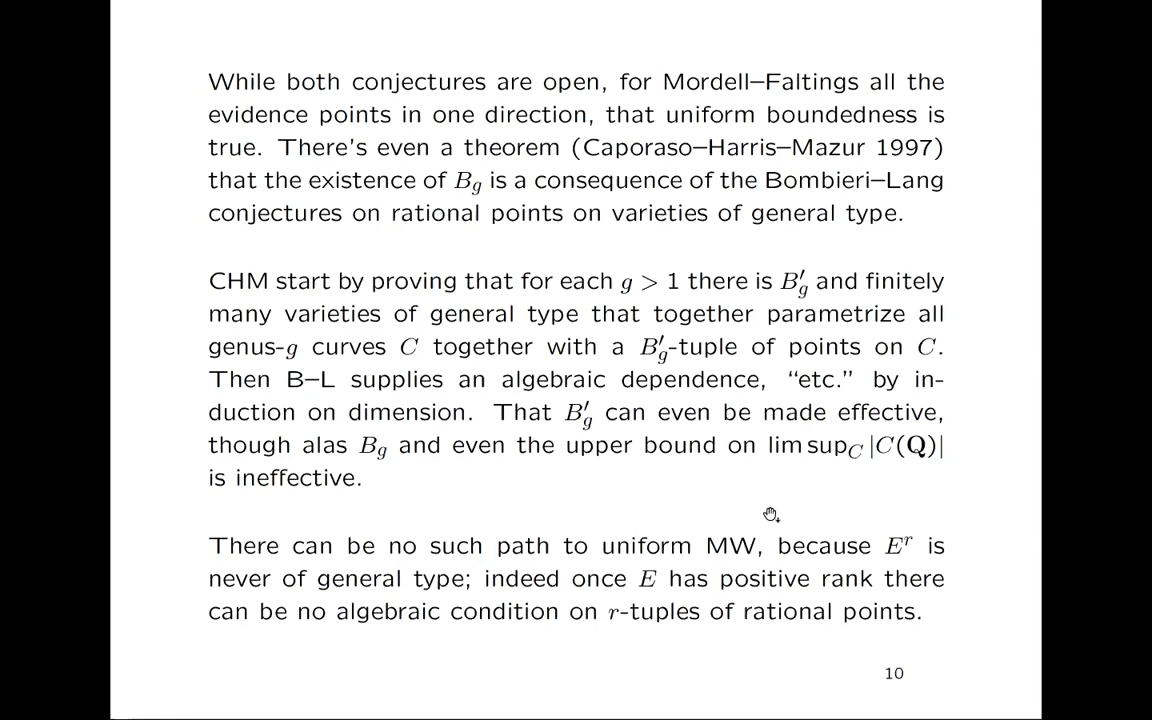 While both conjectures are open, for Mordell–Faltings all the
evidence points in one direction, that uniform boundedness is
true. There's even a theorem (Caporaso–Harris–Mazur 1997)
that the existence of B_g is a consequence of the Bombieri–Lang
conjectures on rational points on varieties of general type.
CHM start by proving that for each g > 1 there is B′_g and finitely
many varieties of general type that together parametrize all
genus-g curves C together with a B′_g-tuple of points on C.
Then B–L supplies an algebraic dependence, “etc.” by in-
duction on dimension. That B′_g can even be made effective,
though alas B_g and even the upper bound on lim sup_C |C(Q)|
is ineffective.
There can be no such path to uniform MW, because E^r is
never of general type; indeed once E has positive rank there
can be no algebraic condition on r-tuples of rational points.
10